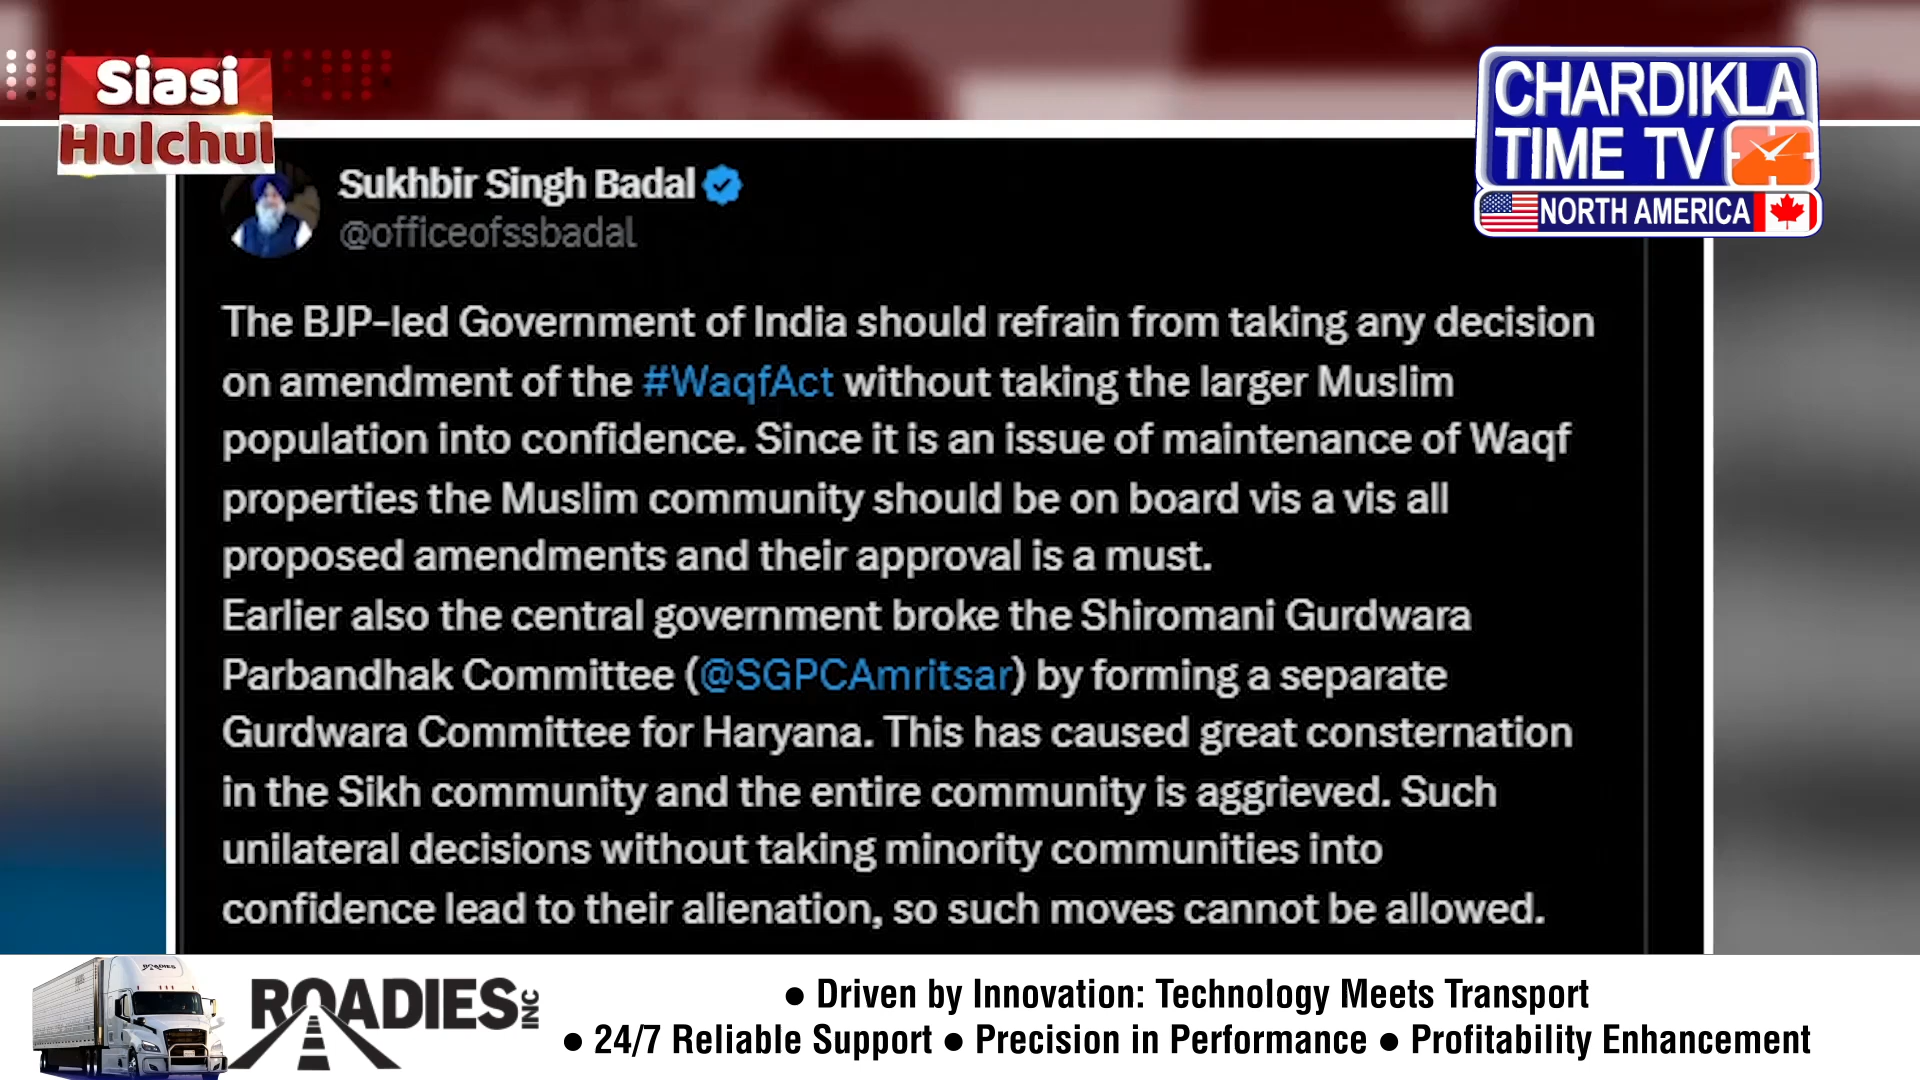 Siasi
Hulchul
CHARDIKLA
TIME TV
NORTH AMERICA
Sukhbir Singh Badal
@officeofssbadal
The BJP-led Government of India should refrain from taking any decision
on amendment of the #WaqfAct without taking the larger Muslim
population into confidence. Since it is an issue of maintenance of Waqf
properties the Muslim community should be on board vis a vis all
proposed amendments and their approval is a must.
Earlier also the central government broke the Shiromani Gurdwara
Parbandhak Committee (@SGPCAmritsar) by forming a separate
Gurdwara Committee for Haryana. This has caused great consternation
in the Sikh community and the entire community is aggrieved. Such
unilateral decisions without taking minority communities into
confidence lead to their alienation, so such moves cannot be allowed.
ROADIES
ROADIES INC
● Driven by Innovation: Technology Meets Transport
● 24/7 Reliable Support ● Precision in Performance ● Profitability Enhancement